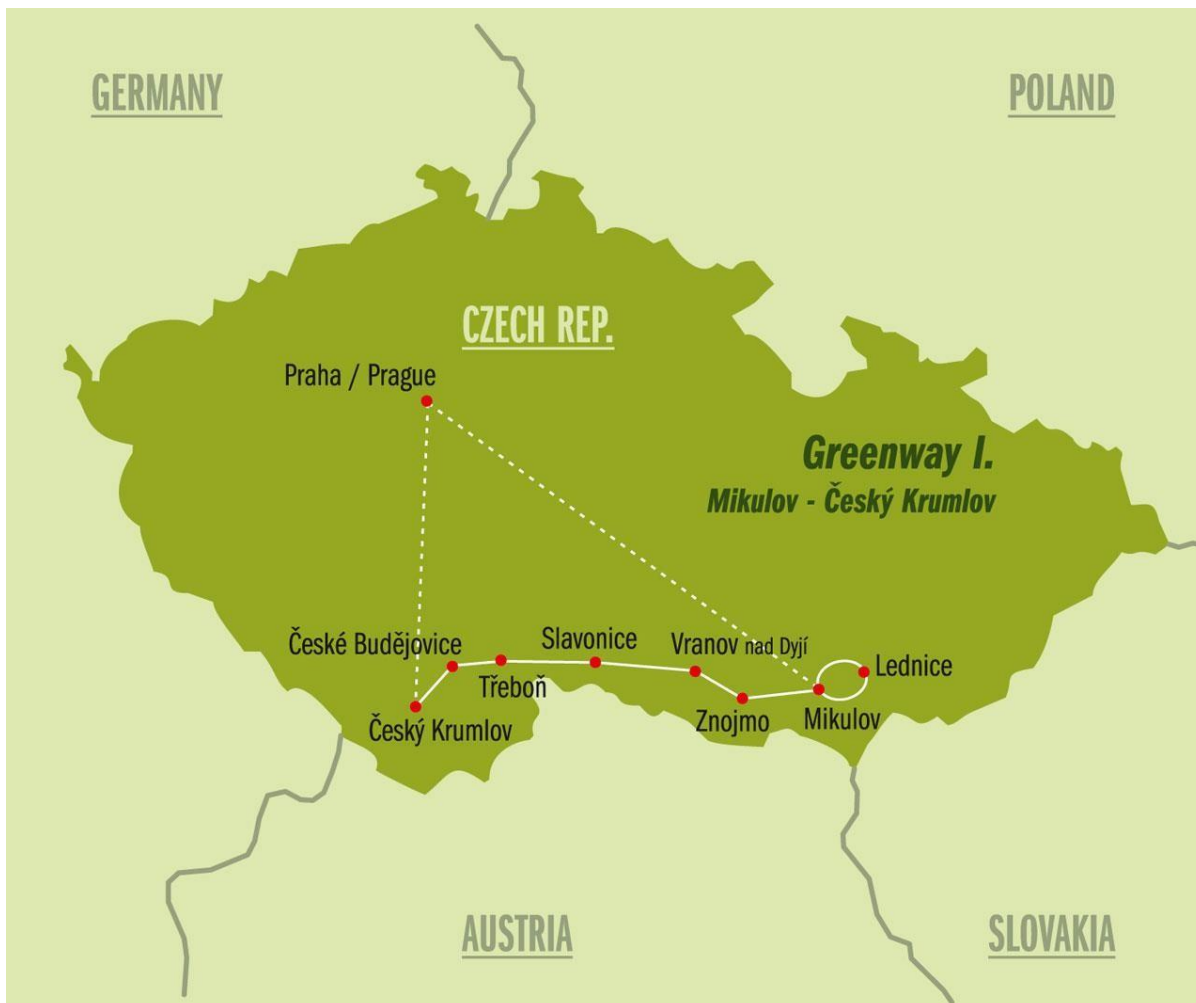 GERMANY
POLAND
CZECH REP.
Praha / Prague
Greenway I.
Mikulov - Český Krumlov
České Budějovice
Slavonice
Vranov nad Dyjí
Lednice
Třeboň
Český Krumlov
Znojmo
Mikulov
AUSTRIA
SLOVAKIA